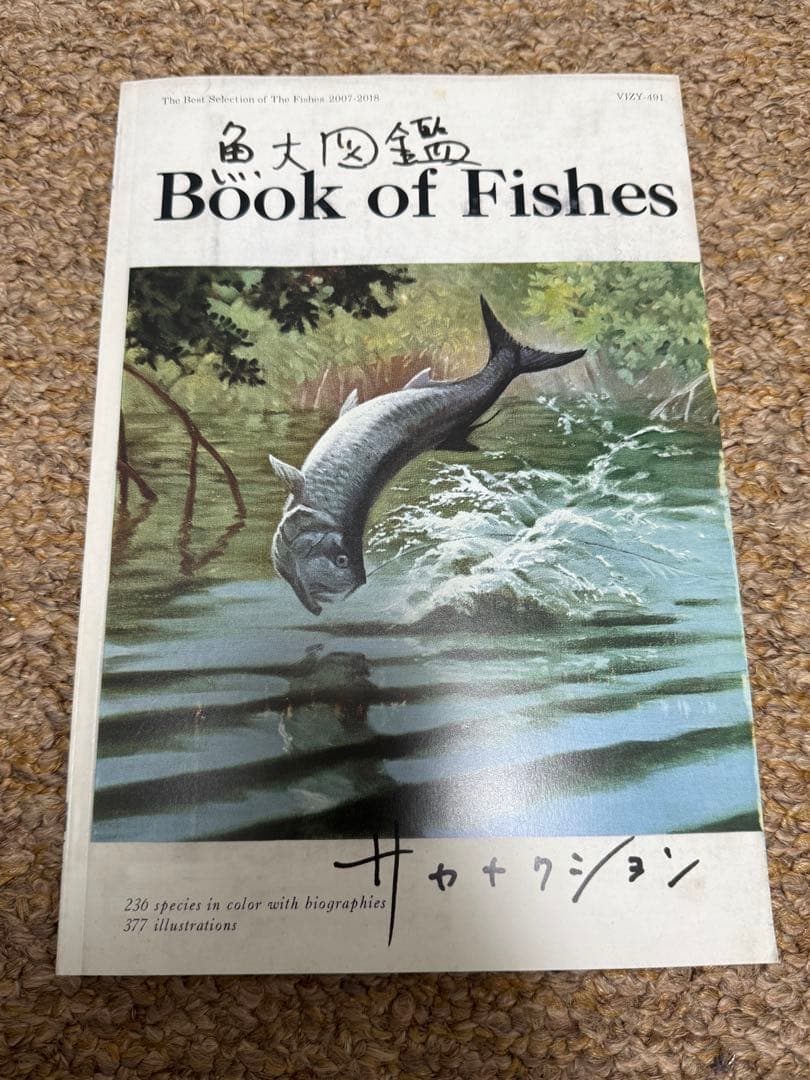 The Best Selection of The Fishes 2007-2018
VIZY-491
魚大図鑑
Book of Fishes
サカナクション
236 species in color with biographies
377 illustrations